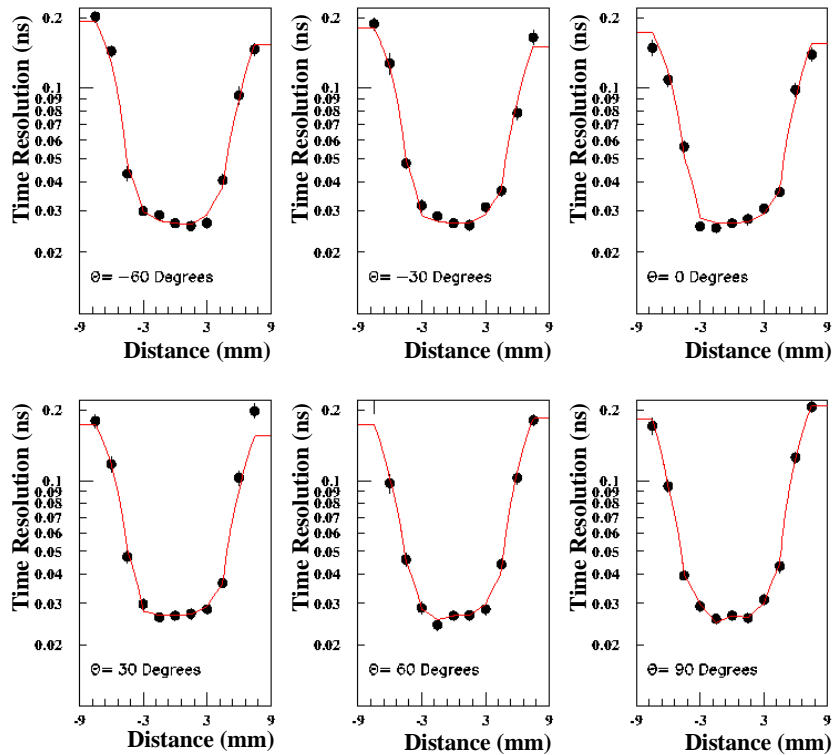 Time Resolution (ns)
0.2
0.1
0.09
0.08
0.07
0.06
0.05
0.04
0.03
0.02
Θ= −60 Degrees
-9 -3 3 9
Distance (mm)
Time Resolution (ns)
0.2
0.1
0.09
0.08
0.07
0.06
0.05
0.04
0.03
0.02
Θ= −30 Degrees
-9 -3 3 9
Distance (mm)
Time Resolution (ns)
0.2
0.1
0.09
0.08
0.07
0.06
0.05
0.04
0.03
0.02
Θ= 0 Degrees
-9 -3 3 9
Distance (mm)
Time Resolution (ns)
0.2
0.1
0.09
0.08
0.07
0.06
0.05
0.04
0.03
0.02
Θ= 30 Degrees
-9 -3 3 9
Distance (mm)
Time Resolution (ns)
0.2
0.1
0.09
0.08
0.07
0.06
0.05
0.04
0.03
0.02
Θ= 60 Degrees
-9 -3 3 9
Distance (mm)
Time Resolution (ns)
0.2
0.1
0.09
0.08
0.07
0.06
0.05
0.04
0.03
0.02
Θ= 90 Degrees
-9 -3 3 9
Distance (mm)